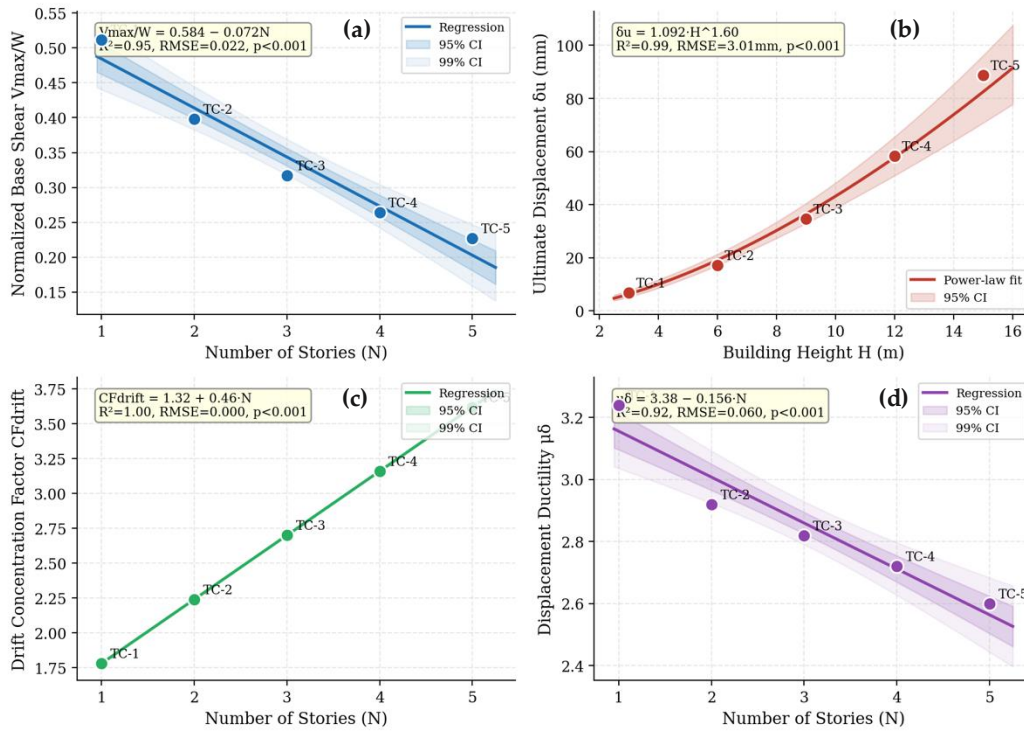 (a)
Vmax/W = 0.584 − 0.072N
R²=0.95, RMSE=0.022, p<0.001
Regression
95% CI
99% CI
Normalized Base Shear Vmax/W
0.55
0.50
0.45
0.40
0.35
0.30
0.25
0.20
0.15
TC-2
TC-3
TC-4
TC-5
1
2
3
4
5
Number of Stories (N)
(b)
δu = 1.092·H^1.60
R²=0.99, RMSE=3.01mm, p<0.001
Ultimate Displacement δu (mm)
100
80
60
40
20
0
TC-5
TC-4
TC-3
TC-2
TC-1
Power-law fit
95% CI
2
4
6
8
10
12
14
16
Building Height H (m)
(c)
CFdrift = 1.32 + 0.46·N
R²=1.00, RMSE=0.000, p<0.001
Regression
95% CI
99% CI
Drift Concentration Factor CFdrift
3.75
3.50
3.25
3.00
2.75
2.50
2.25
2.00
1.75
TC-4
TC-3
TC-2
TC-1
1
2
3
4
5
Number of Stories (N)
(d)
μδ = 3.38 − 0.156·N
R²=0.92, RMSE=0.060, p<0.001
Regression
95% CI
99% CI
Displacement Ductility μδ
3.2
3.0
2.8
2.6
2.4
TC-2
TC-3
TC-4
TC-5
1
2
3
4
5
Number of Stories (N)